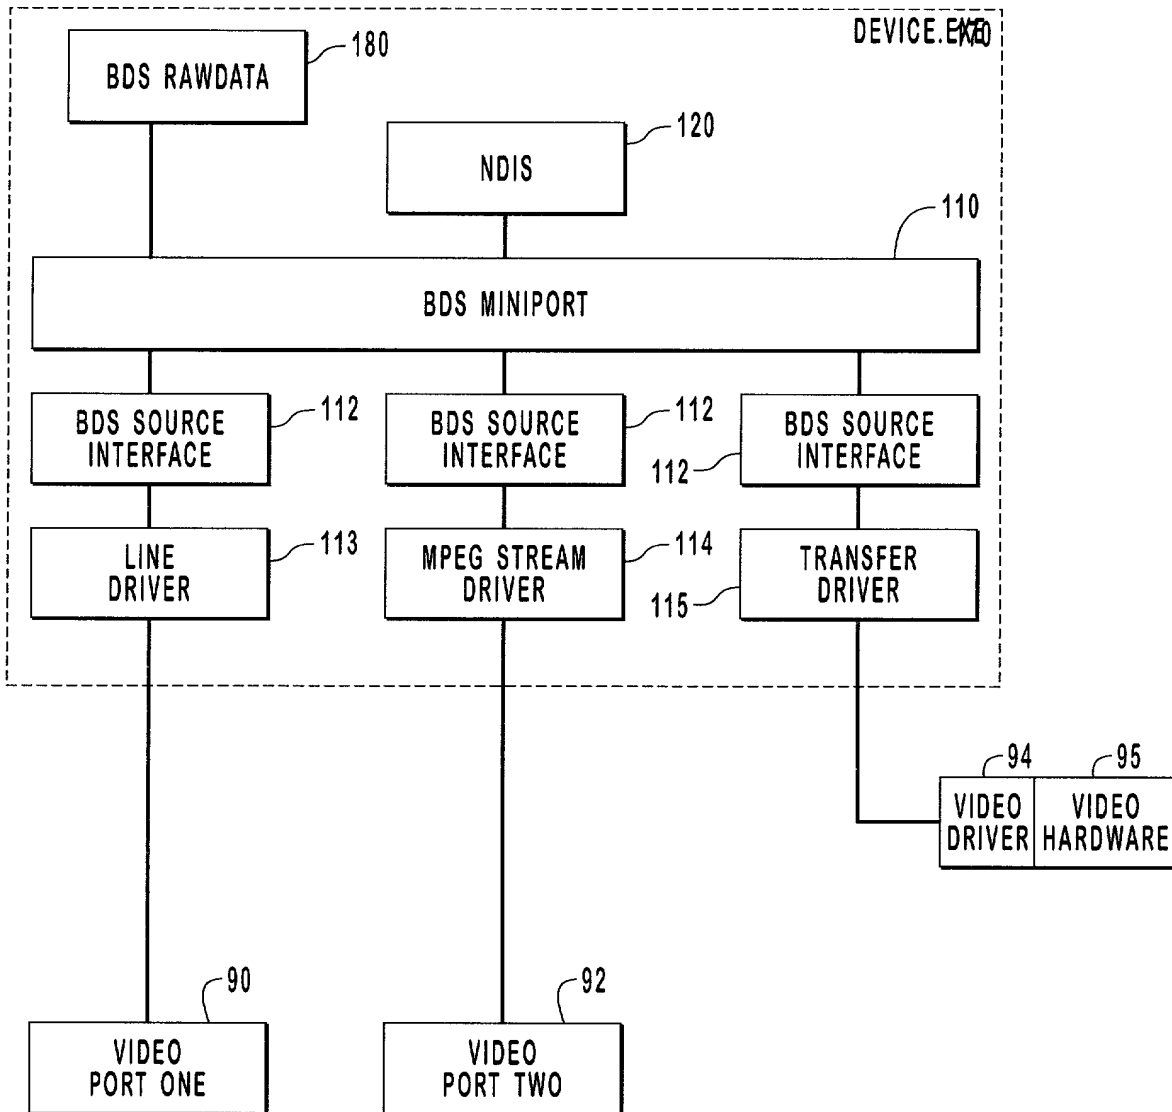 DEVICE.EXE 170
BDS RAWDATA
180
NDIS
120
110
BDS MINIPORT
BDS SOURCE
INTERFACE
112
BDS SOURCE
INTERFACE
112
BDS SOURCE
INTERFACE
112
LINE
DRIVER
113
MPEG STREAM
DRIVER
114
TRANSFER
DRIVER
115
94
95
VIDEO
DRIVER
VIDEO
HARDWARE
90
92
VIDEO
PORT ONE
VIDEO
PORT TWO